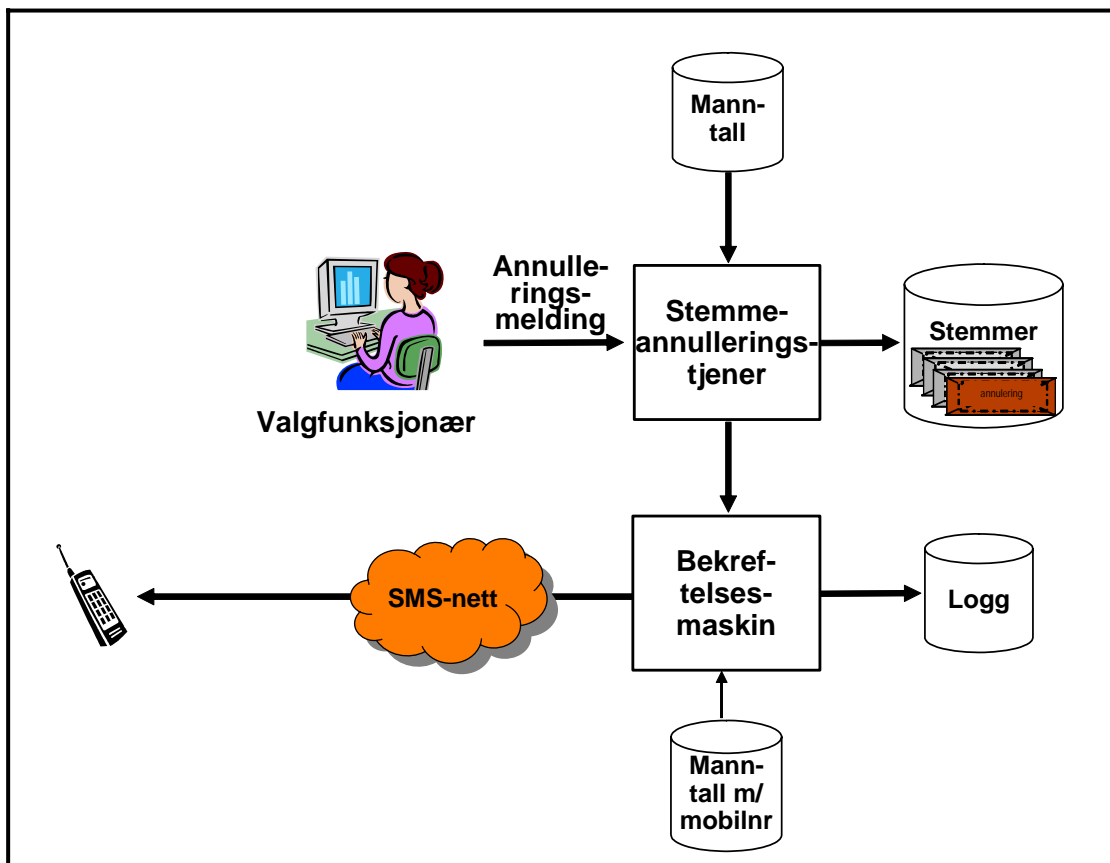 Mann-
tall
Annulle-
rings-
melding
Stemme-
annullerings-
tjener
Stemmer
annulering
Valgfunksjonær
SMS-nett
Bekref-
telses-
maskin
Logg
Mann-
tall m/
mobilnr